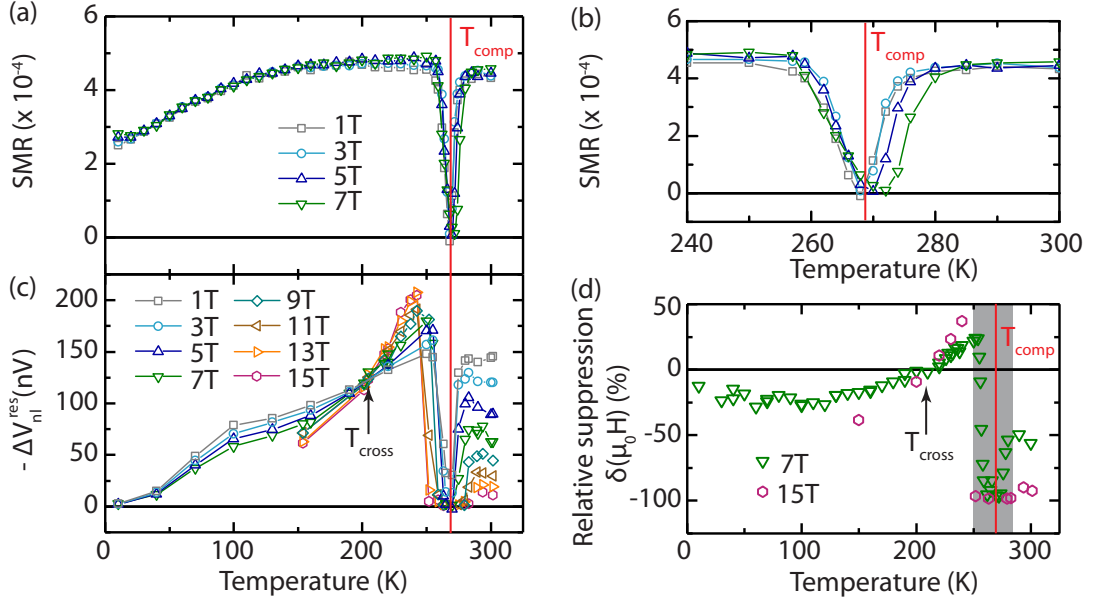 (a)
6
4
2
0
SMR (x 10⁻⁴)
T_comp
1T
3T
5T
7T
(b)
6
4
2
0
SMR (x 10⁻⁴)
T_comp
240 260 280 300
Temperature (K)
(c)
200
150
100
50
0
- ΔV_nl^res (nV)
1T 9T
3T 11T
5T 13T
7T 15T
T_cross
0 100 200 300
Temperature (K)
(d)
50
0
-50
-100
Relative suppression
δ(μ₀H) (%)
T_comp
T_cross
7T
15T
0 100 200 300
Temperature (K)